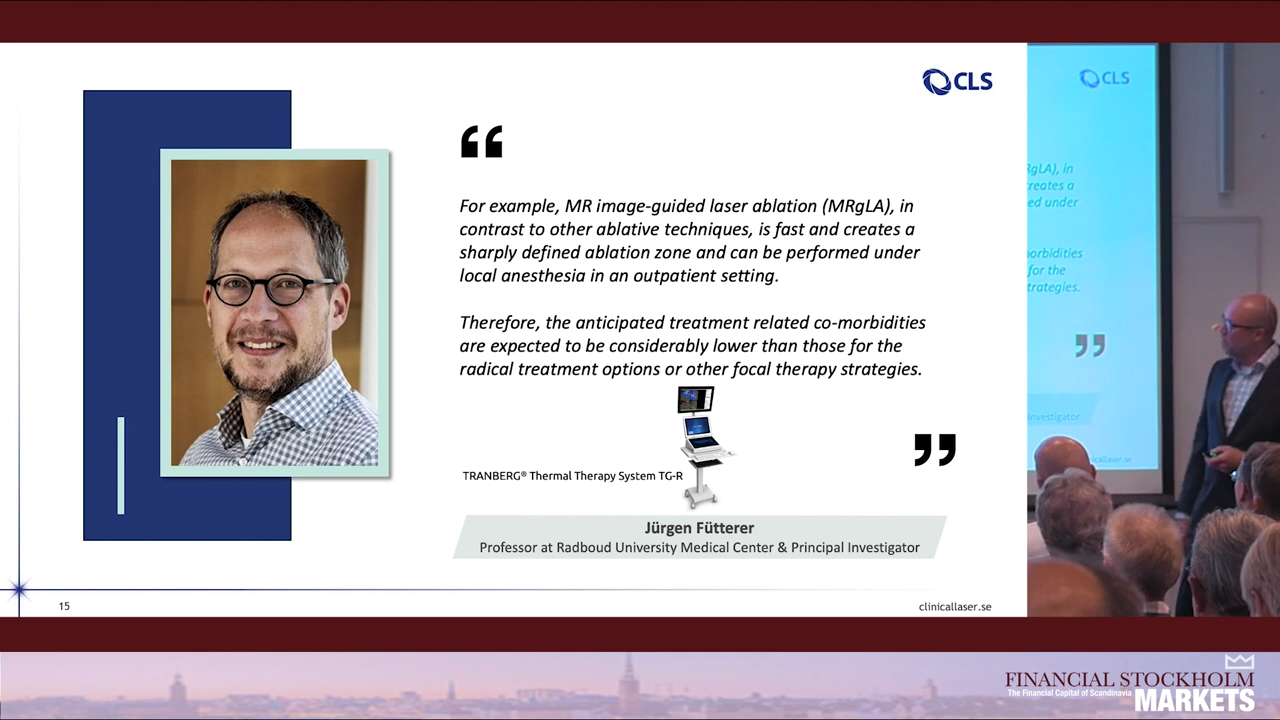 CLS
“
For example, MR image-guided laser ablation (MRgLA), in
contrast to other ablative techniques, is fast and creates a
sharply defined ablation zone and can be performed under
local anesthesia in an outpatient setting.
Therefore, the anticipated treatment related co-morbidities
are expected to be considerably lower than those for the
radical treatment options or other focal therapy strategies.
”
TRANBERG® Thermal Therapy System TG-R
Jürgen Fütterer
Professor at Radboud University Medical Center & Principal Investigator
15
clinicallaser.se
CLS
RgLA), in
reates a
ed under
norbidities
for the
trategies.
”
Investigator
icallaser.se
FINANCIAL STOCKHOLM
The Financial Capital of Scandinavia
MARKETS